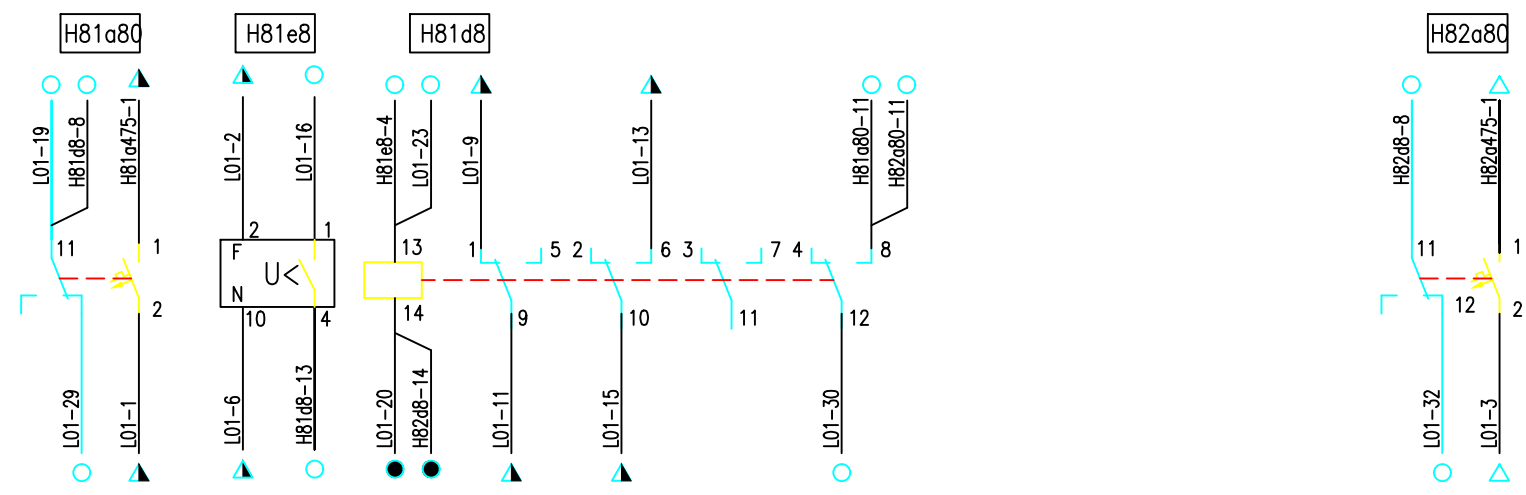 H81a80
H81e8
H81d8
H82a80
L01-19
H81d8-8
H81a475-1
L01-2
L01-16
H81e8-4
L01-23
L01-9
L01-13
H81a80-11
H82a80-11
H82d8-8
H82a475-1
11
1
2
1
13
1
5
2
6
3
7
4
8
11
1
F
U<
N
2
10
4
14
9
10
11
12
12
2
L01-29
L01-1
L01-6
H81d8-13
L01-20
H82d8-14
L01-11
L01-15
L01-30
L01-32
L01-3